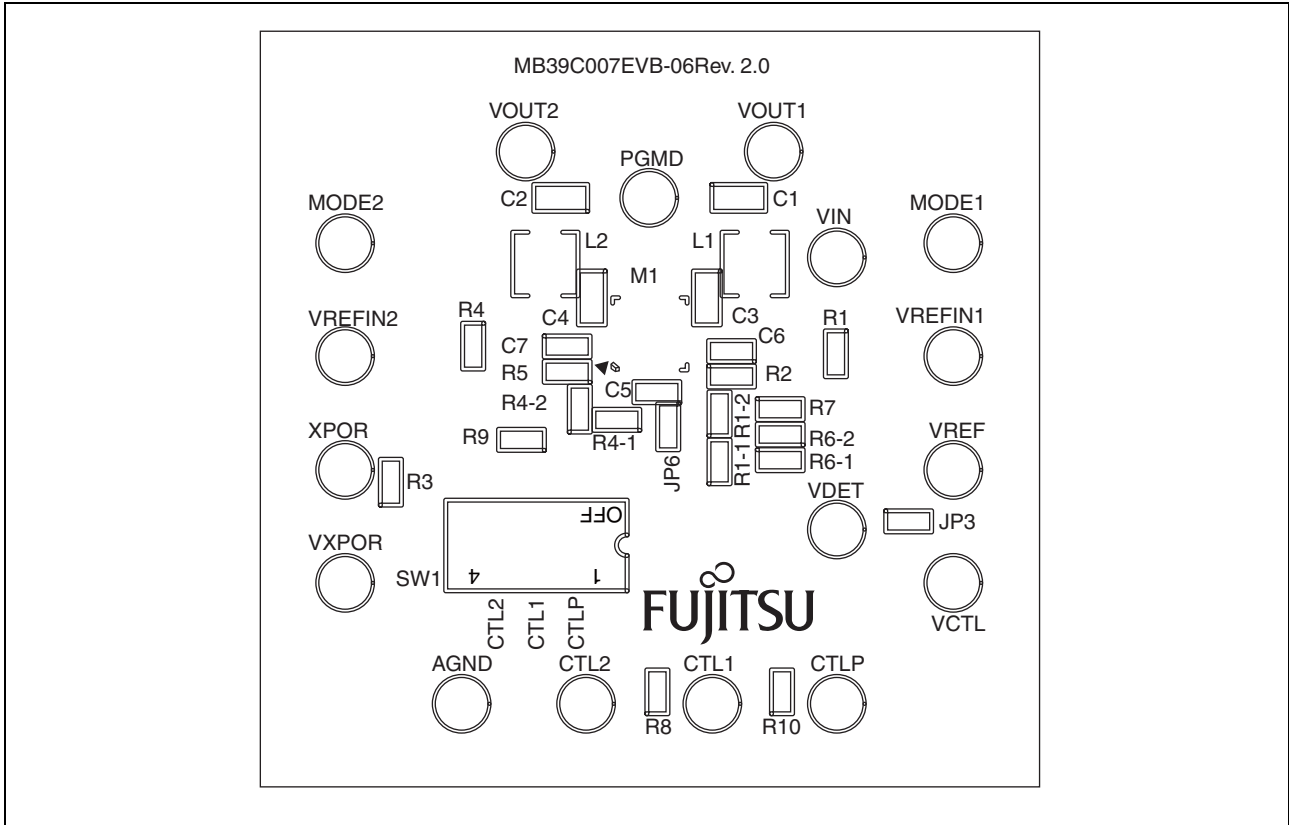 MB39C007EVB-06Rev. 2.0
VOUT2
VOUT1
PGMD
C2
C1
MODE2
VIN
MODE1
L2
L1
M1
R4
C4
C3
R1
VREFIN2
VREFIN1
C7
C6
R5
R2
C5
R4-2
R1-2
R7
R4-1
XPOR
R9
R6-2
VREF
JP6
R1-1
R6-1
R3
VDET
OFF
JP3
VXPOR
SW1
4
1
CTL2
CTL1
CTLP
FUJITSU
VCTL
AGND
CTL2
CTL1
CTLP
R8
R10